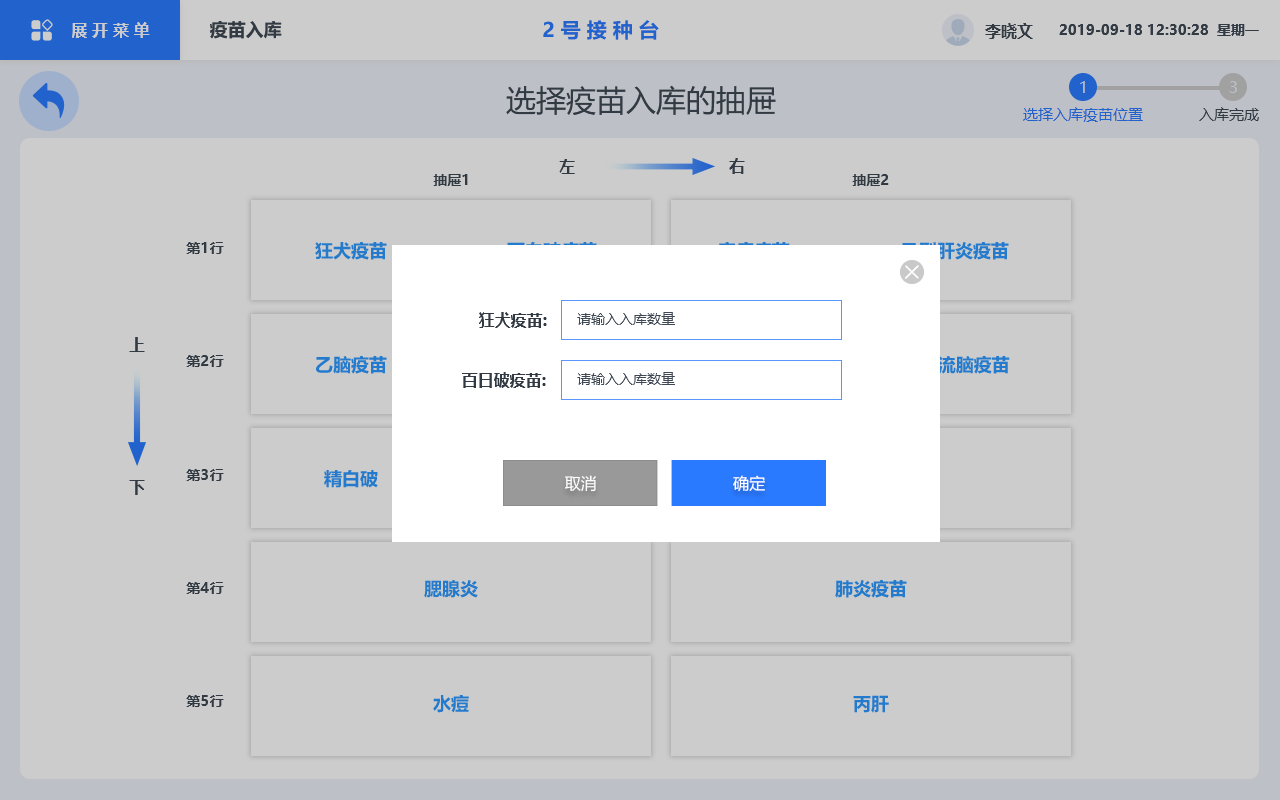 展开菜单 疫苗入库 2号接种台 李晓文 2019-09-18 12:30:28 星期一
选择疫苗入库的抽屉
1 3
选择入库疫苗位置 入库完成
左 右
抽屉1 抽屉2
第1行 狂犬疫苗 肝炎疫苗
狂犬疫苗: 请输入入库数量
上
第2行 乙脑疫苗 流脑疫苗
百日破疫苗: 请输入入库数量
第3行 精白破
下
取消 确定
第4行 腮腺炎 肺炎疫苗
第5行 水痘 丙肝